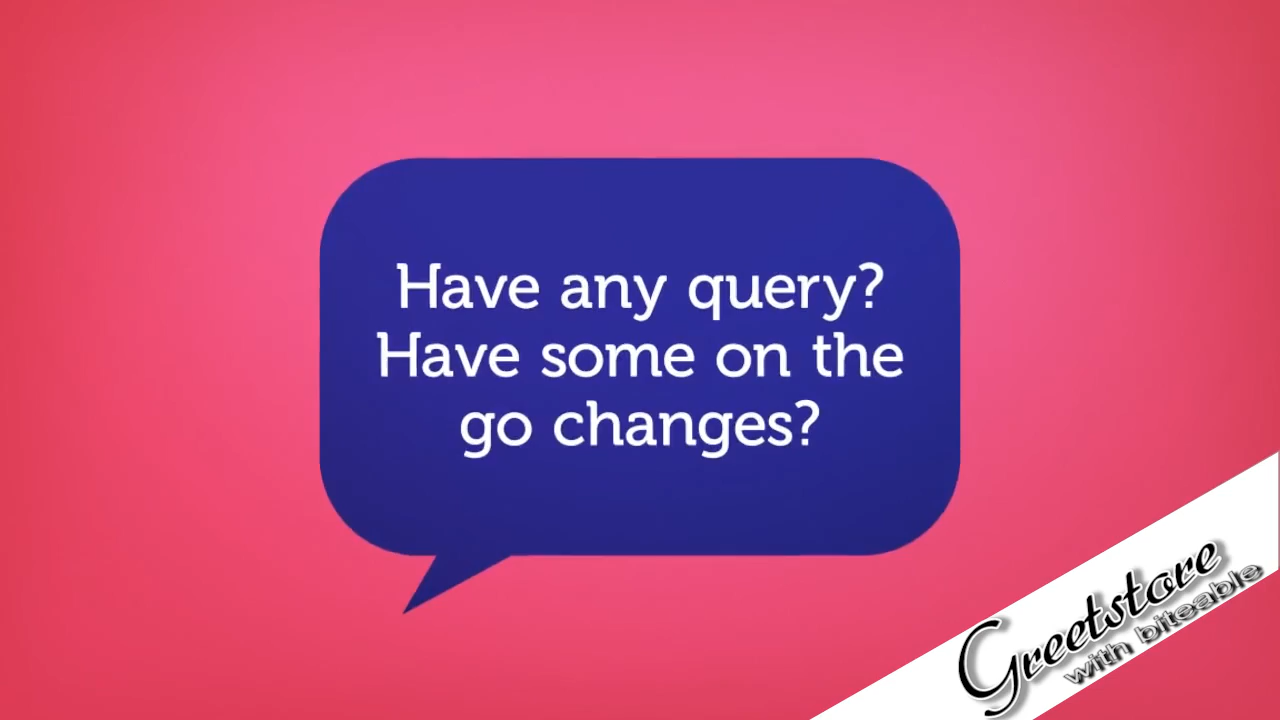 Have any query?
Have some on the
go changes?
Greetstore
with biteable